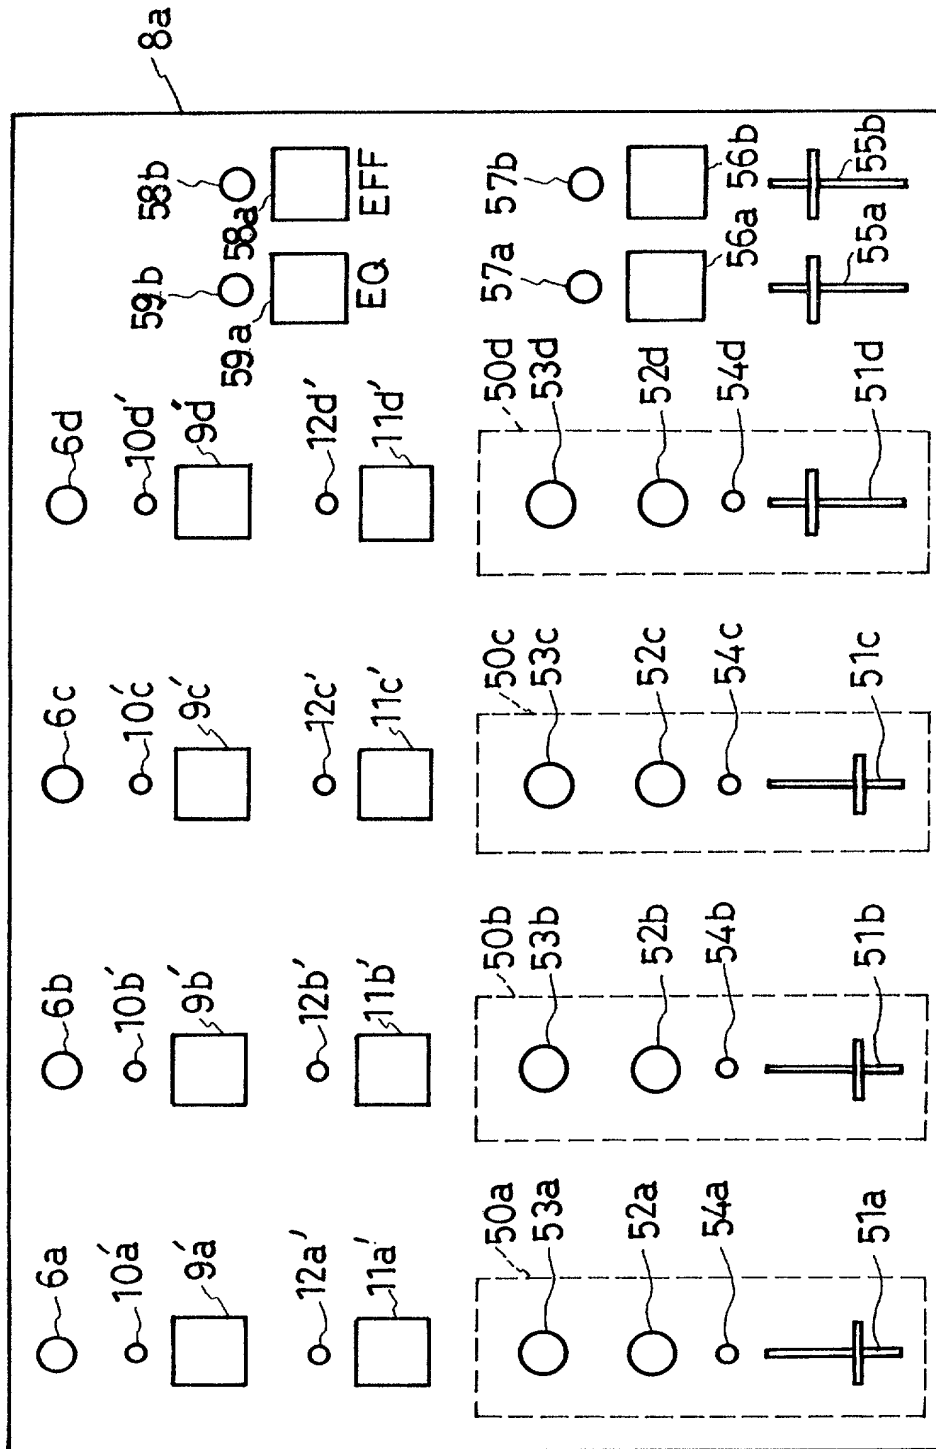 6a 6b 6c 6d
10a' 10b' 10c' 10d' 59b 58b 8a
9a' 9b' 9c' 9d'
59a 58a
12a' 12b' 12c' 12d'
11a' 11b' 11c' 11d' EQ EFF
50a 50b 50c 50d 57a 57b
53a 53b 53c 53d
52a 52b 52c 52d
54a 54b 54c 54d 56a 56b
51a 51b 51c 51d 55a 55b